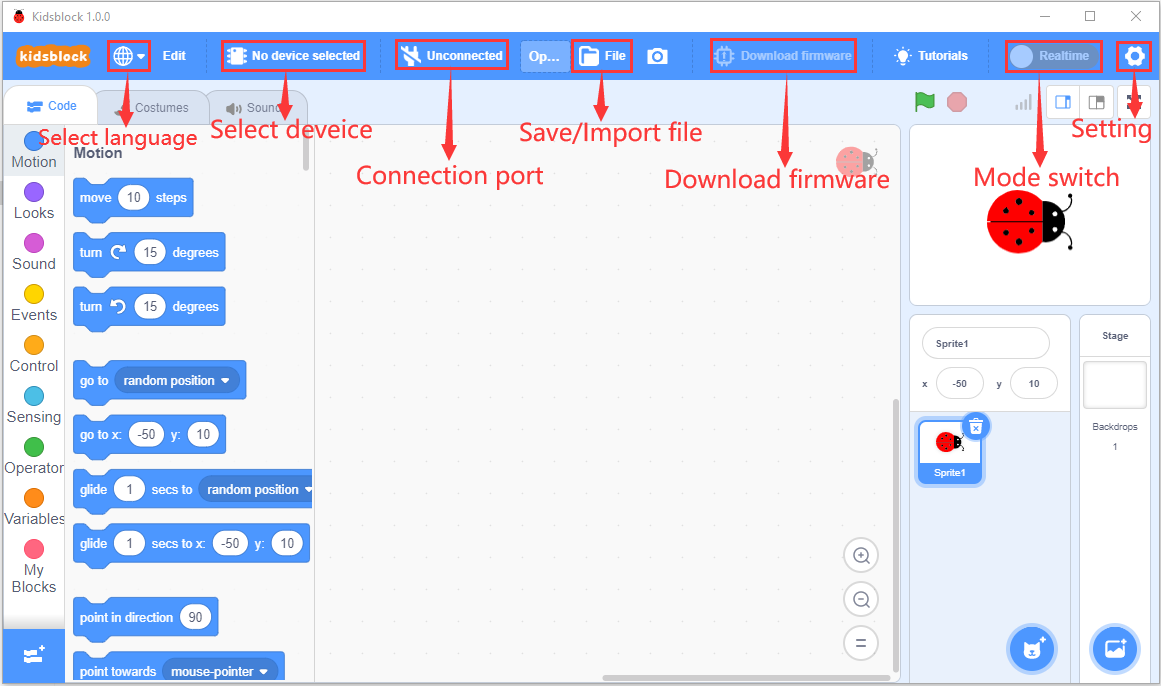 Kidsblock 1.0.0
kidsblock
Edit
No device selected
Unconnected
Op...
File
Download firmware
Tutorials
Realtime
Code
Costumes
Select language
Select deveice
Save/Import file
Setting
Connection port
Download firmware
Mode switch
Motion
Looks
Sound
Events
Control
Sensing
Operator
Variables
My
Blocks
Motion
move 10 steps
turn 15 degrees
turn 15 degrees
go to random position
go to x: -50 y: 10
glide 1 secs to random position
glide 1 secs to x: -50 y: 10
point in direction 90
point towards mouse-pointer
Sprite1
x -50 y 10
Sprite1
Stage
Backdrops
1